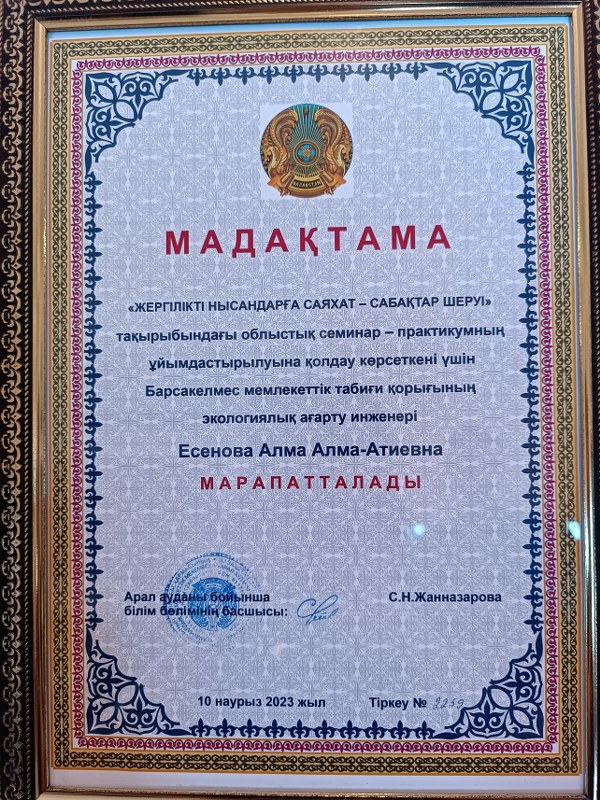 QAZAQSTAN
МАДАҚТАМА
«ЖЕРГІЛІКТІ НЫСАНДАРҒА САЯХАТ – САБАҚТАР ШЕРУІ»
тақырыбындағы облыстық семинар – практикумның
ұйымдастырылуына қолдау көрсеткені үшін
Барсакелмес мемлекеттік табиғи қорығының
экологиялық ағарту инженері
Есенова Алма Алма-Атиевна
МАРАПАТТАЛАДЫ
Арал ауданы бойынша
білім бөлімінің басшысы:
С.Н.Жанназарова
10 наурыз 2023 жыл Тіркеу № 2259